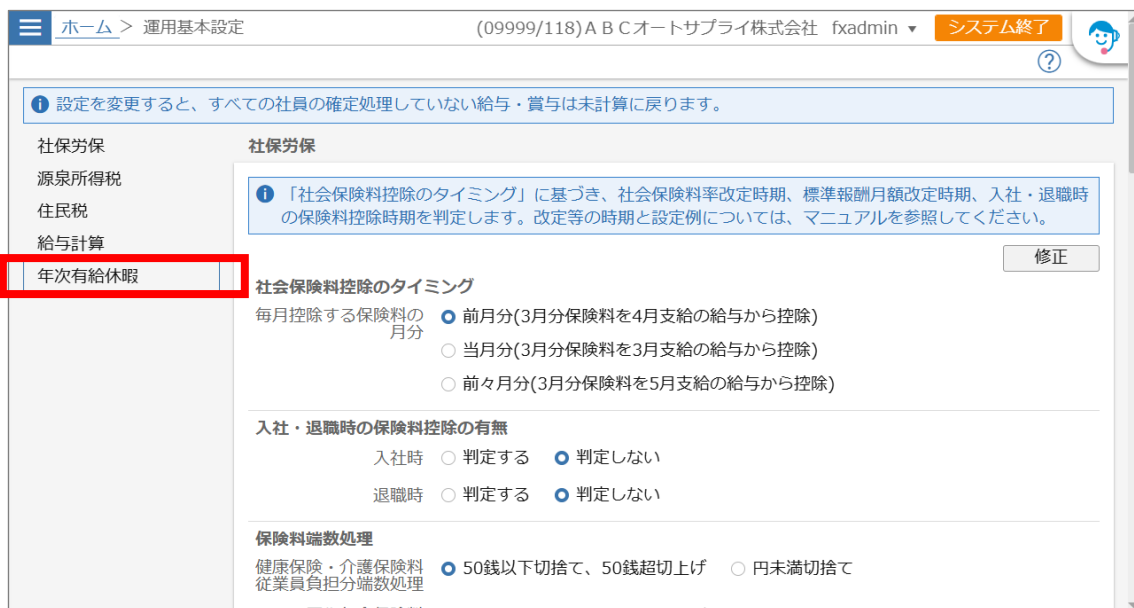 ホーム > 運用基本設定
(09999/118)ＡＢＣオートサプライ株式会社 fxadmin ▼ システム終了
?
設定を変更すると、すべての社員の確定処理していない給与・賞与は未計算に戻ります。
社保労保
源泉所得税
住民税
給与計算
年次有給休暇
社保労保
「社会保険料控除のタイミング」に基づき、社会保険料率改定時期、標準報酬月額改定時期、入社・退職時
の保険料控除時期を判定します。改定等の時期と設定例については、マニュアルを参照してください。
修正
社会保険料控除のタイミング
毎月控除する保険料の
月分
前月分(3月分保険料を4月支給の給与から控除)
当月分(3月分保険料を3月支給の給与から控除)
前々月分(3月分保険料を5月支給の給与から控除)
入社・退職時の保険料控除の有無
入社時 判定する 判定しない
退職時 判定する 判定しない
保険料端数処理
健康保険・介護保険料
従業員負担分端数処理
50銭以下切捨て、50銭超切上げ 円未満切捨て